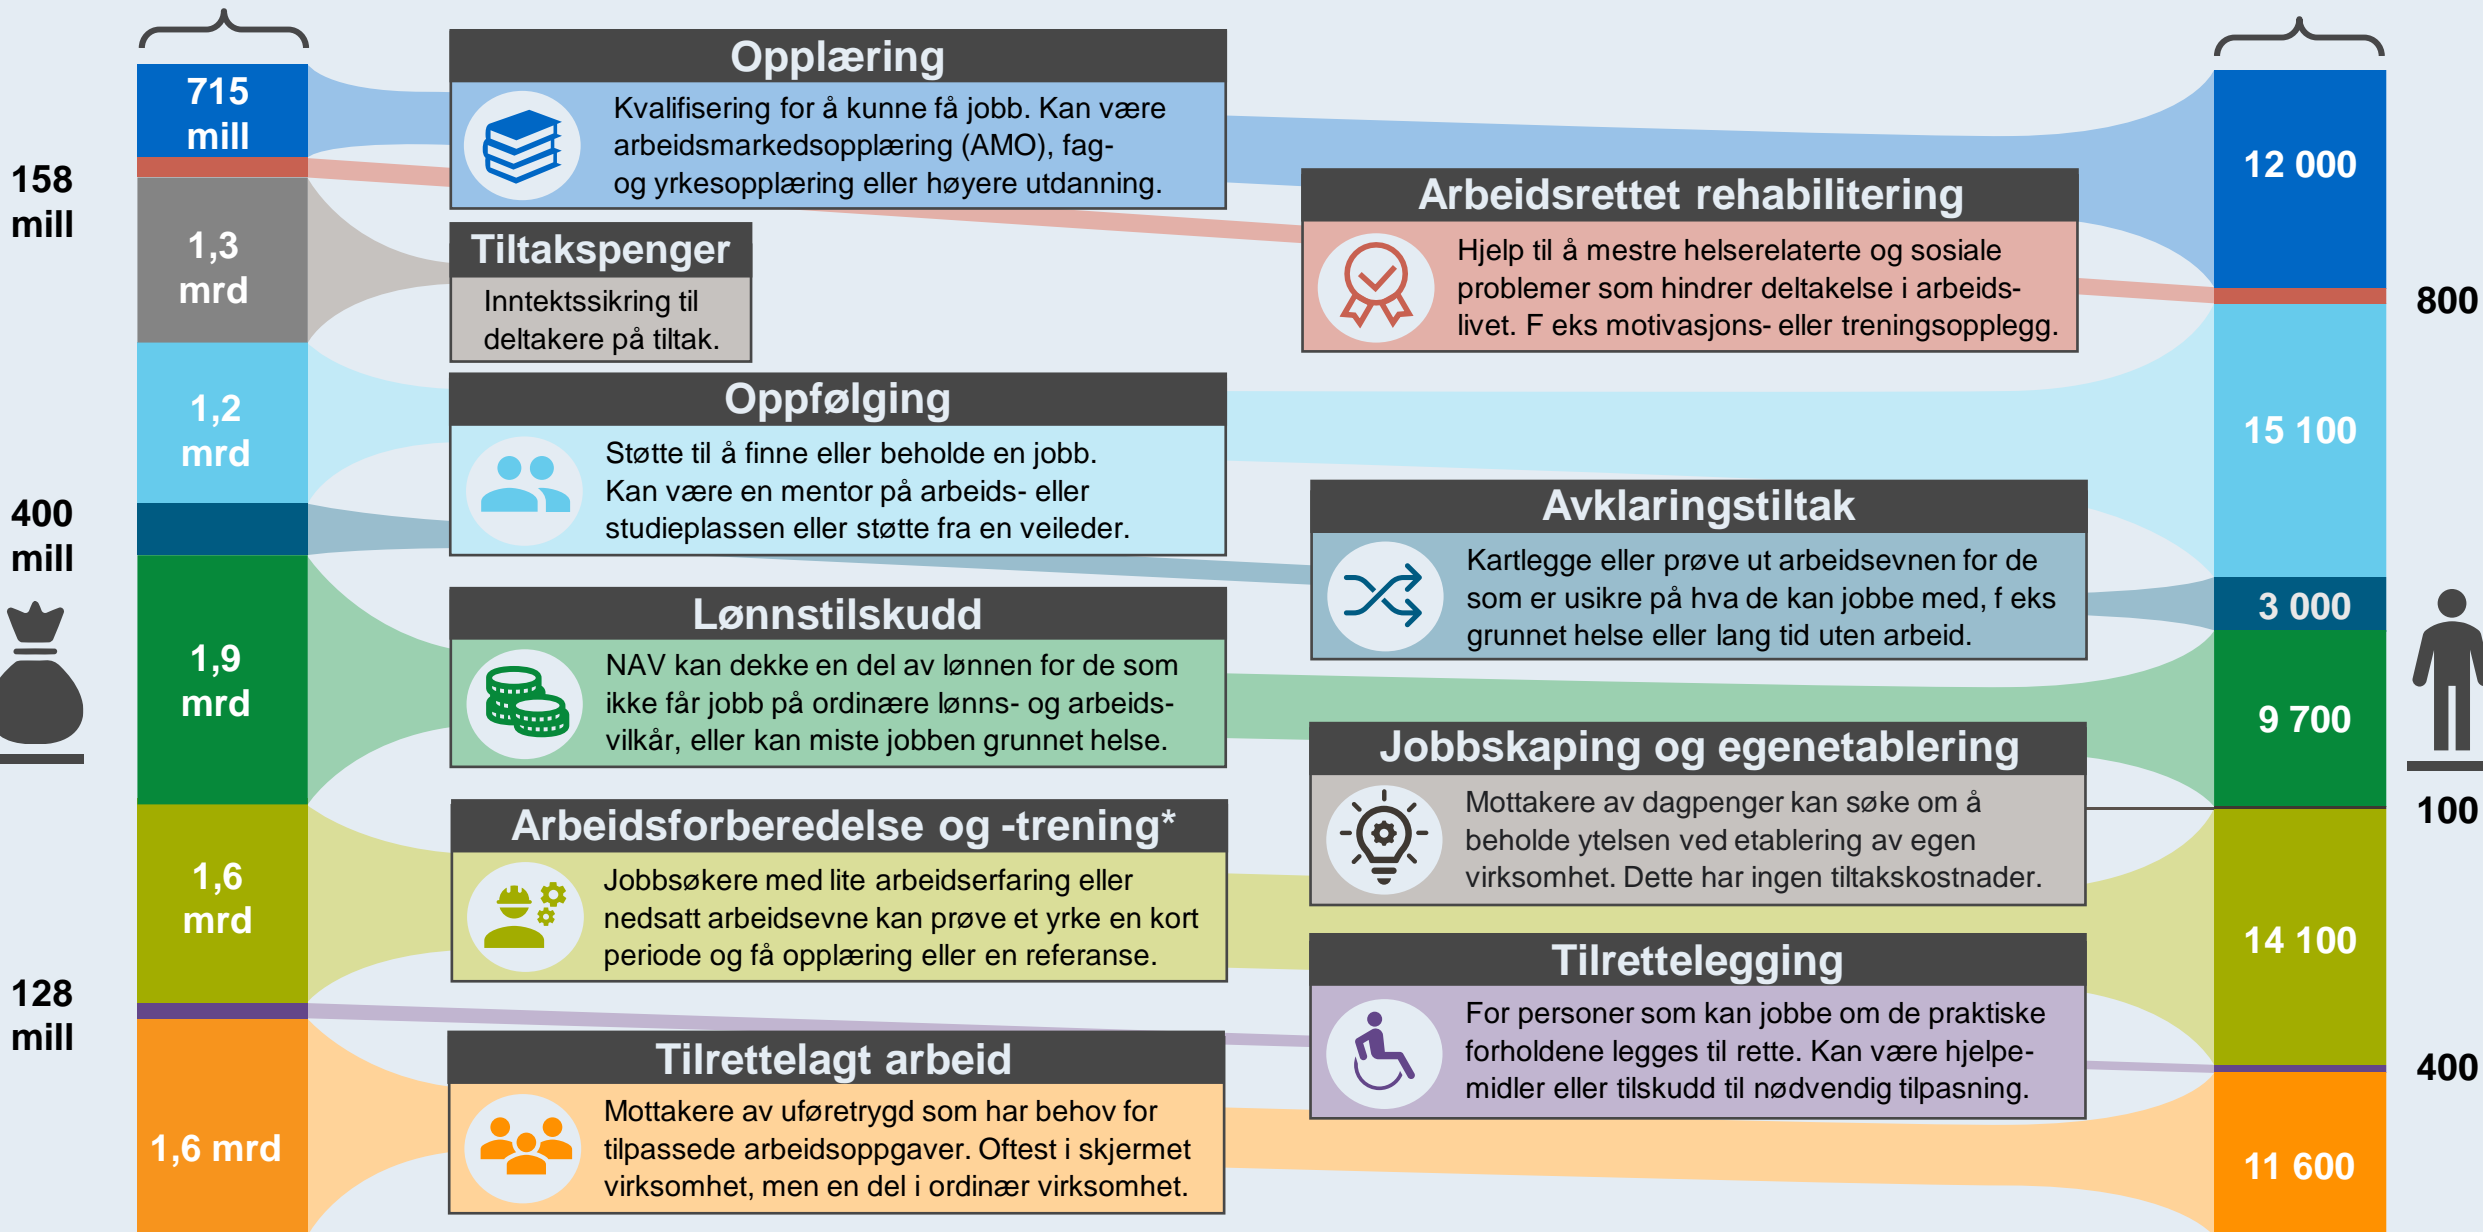 715
mill
158
mill
1,3
mrd
1,2
mrd
400
mill
1,9
mrd
1,6
mrd
128
mill
1,6 mrd
Opplæring
Kvalifisering for å kunne få jobb. Kan være
arbeidsmarkedsopplæring (AMO), fag-
og yrkesopplæring eller høyere utdanning.
Tiltakspenger
Inntektssikring til
deltakere på tiltak.
Oppfølging
Støtte til å finne eller beholde en jobb.
Kan være en mentor på arbeids- eller
studieplassen eller støtte fra en veileder.
Lønnstilskudd
NAV kan dekke en del av lønnen for de som
ikke får jobb på ordinære lønns- og arbeids-
vilkår, eller kan miste jobben grunnet helse.
Arbeidsforberedelse og -trening*
Jobbsøkere med lite arbeidserfaring eller
nedsatt arbeidsevne kan prøve et yrke en kort
periode og få opplæring eller en referanse.
Tilrettelagt arbeid
Mottakere av uføretrygd som har behov for
tilpassede arbeidsoppgaver. Oftest i skjermet
virksomhet, men en del i ordinær virksomhet.
Arbeidsrettet rehabilitering
Hjelp til å mestre helserelaterte og sosiale
problemer som hindrer deltakelse i arbeids-
livet. F eks motivasjons- eller treningsopplegg.
Avklaringstiltak
Kartlegge eller prøve ut arbeidsevnen for de
som er usikre på hva de kan jobbe med, f eks
grunnet helse eller lang tid uten arbeid.
Jobbskaping og egenetablering
Mottakere av dagpenger kan søke om å
beholde ytelsen ved etablering av egen
virksomhet. Dette har ingen tiltakskostnader.
Tilrettelegging
For personer som kan jobbe om de praktiske
forholdene legges til rette. Kan være hjelpe-
midler eller tilskudd til nødvendig tilpasning.
12 000
800
15 100
3 000
9 700
100
14 100
400
11 600